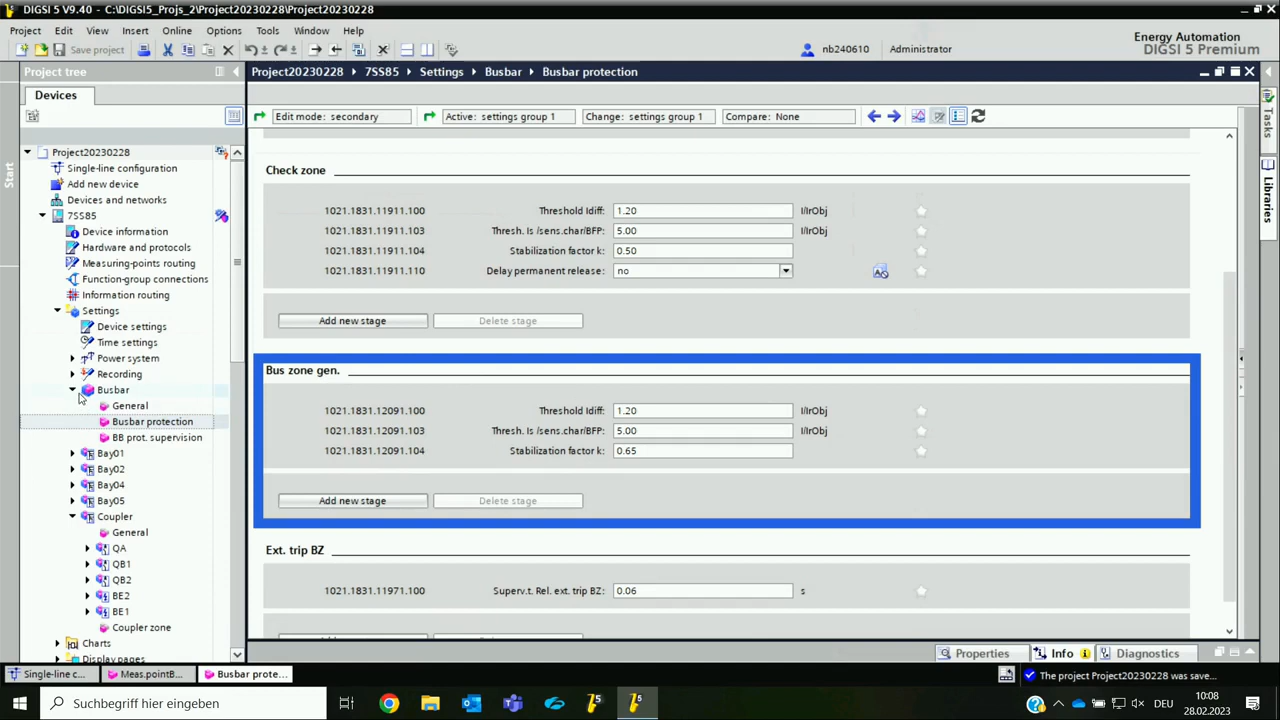 DIGSI 5 V9.40 - C:\DIGSI5_Projs_2\Project20230228\Project20230228
Project Edit View Insert Online Options Tools Window Help
Save project
nb240610 Administrator
Energy Automation
DIGSI 5 Premium
Project tree
Project20230228 7SS85 Settings Busbar Busbar protection
Devices
Edit mode: secondary
Active: settings group 1
Change: settings group 1
Compare: None
Start
Tasks
Libraries
Project20230228
Single-line configuration
Add new device
Devices and networks
7SS85
Device information
Hardware and protocols
Measuring-points routing
Function-group connections
Information routing
Settings
Device settings
Time settings
Power system
Recording
Busbar
General
Busbar protection
BB prot. supervision
Bay01
Bay02
Bay04
Bay05
Coupler
General
QA
QB1
QB2
BE2
BE1
Coupler zone
Charts
Display pages
Check zone
1021.1831.11911.100 Threshold Idiff: 1.20 I/IrObj
1021.1831.11911.103 Thresh. Is /sens.char/BFP: 5.00 I/IrObj
1021.1831.11911.104 Stabilization factor k: 0.50
1021.1831.11911.110 Delay permanent release: no
Add new stage Delete stage
Bus zone gen.
1021.1831.12091.100 Threshold Idiff: 1.20 I/IrObj
1021.1831.12091.103 Thresh. Is /sens.char/BFP: 5.00 I/IrObj
1021.1831.12091.104 Stabilization factor k: 0.65
Add new stage Delete stage
Ext. trip BZ
1021.1831.11971.100 Superv.t. Rel. ext. trip BZ: 0.06 s
Properties Info Diagnostics
Single-line c... Meas.pointB... Busbar prote...
The project Project20230228 was save...
Suchbegriff hier eingeben
DEU
10:08
28.02.2023